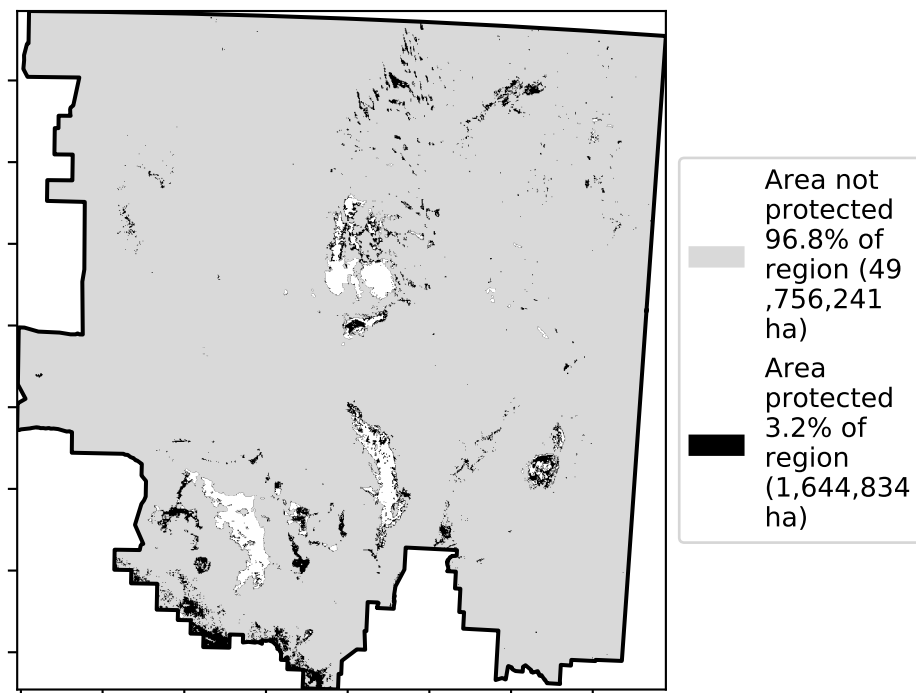 Area not
protected
96.8% of
region (49
,756,241
ha)
Area
protected
3.2% of
region
(1,644,834
ha)